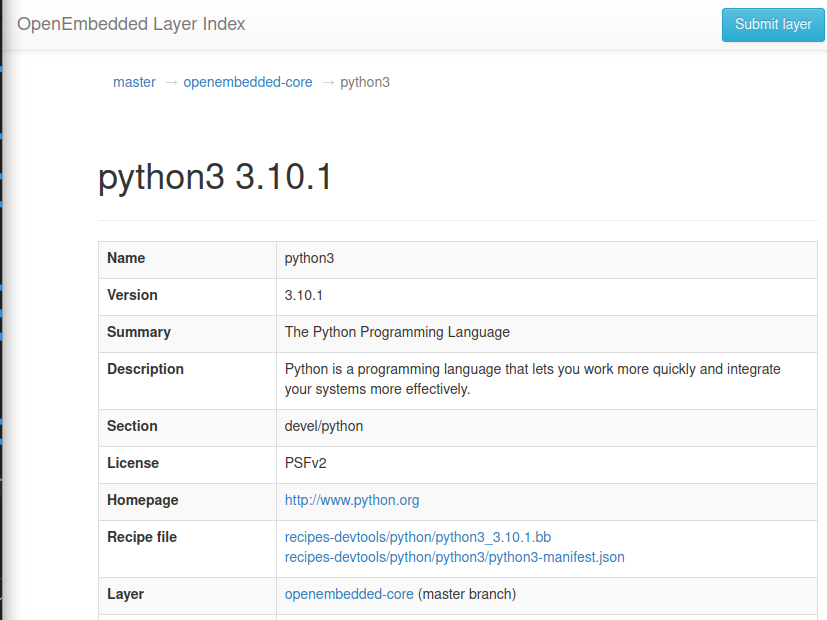 OpenEmbedded Layer Index
Submit layer
master → openembedded-core → python3
python3 3.10.1
Name python3
Version 3.10.1
Summary The Python Programming Language
Description Python is a programming language that lets you work more quickly and integrate
your systems more effectively.
Section devel/python
License PSFv2
Homepage http://www.python.org
Recipe file recipes-devtools/python/python3_3.10.1.bb
recipes-devtools/python/python3/python3-manifest.json
Layer openembedded-core (master branch)